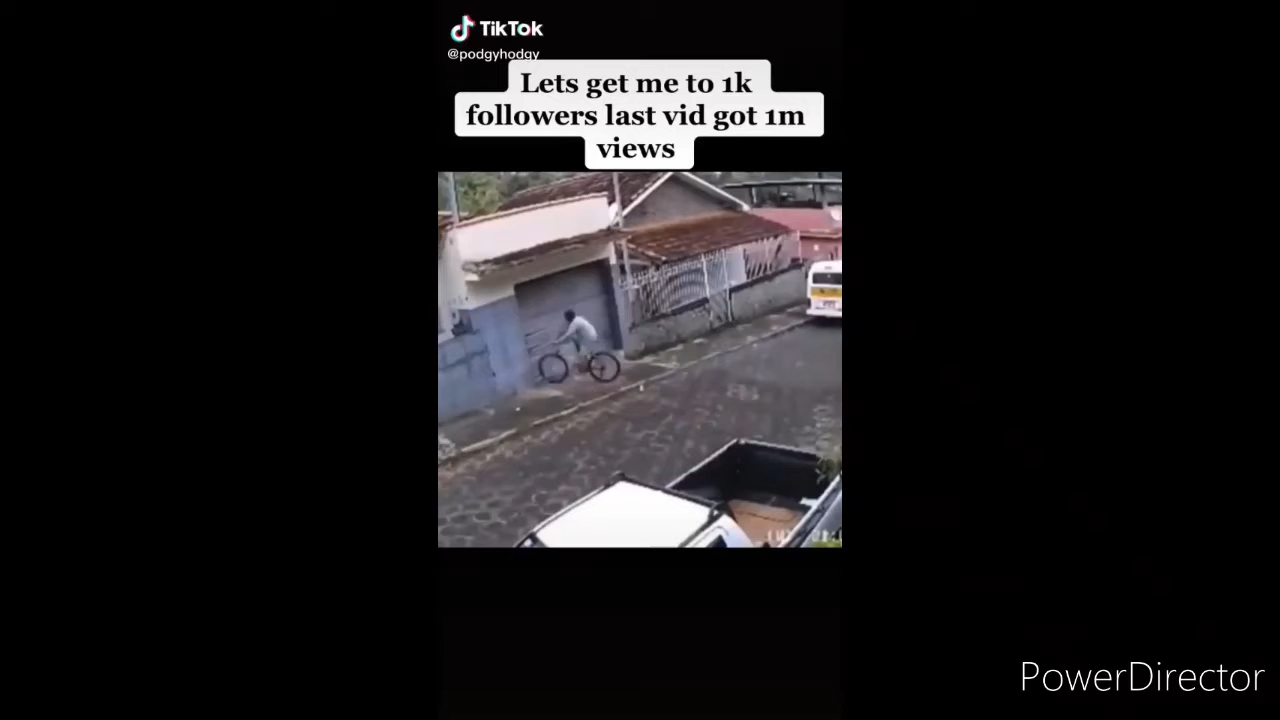 TikTok
@podgyhodgy
Lets get me to 1k
followers last vid got 1m
views
PowerDirector